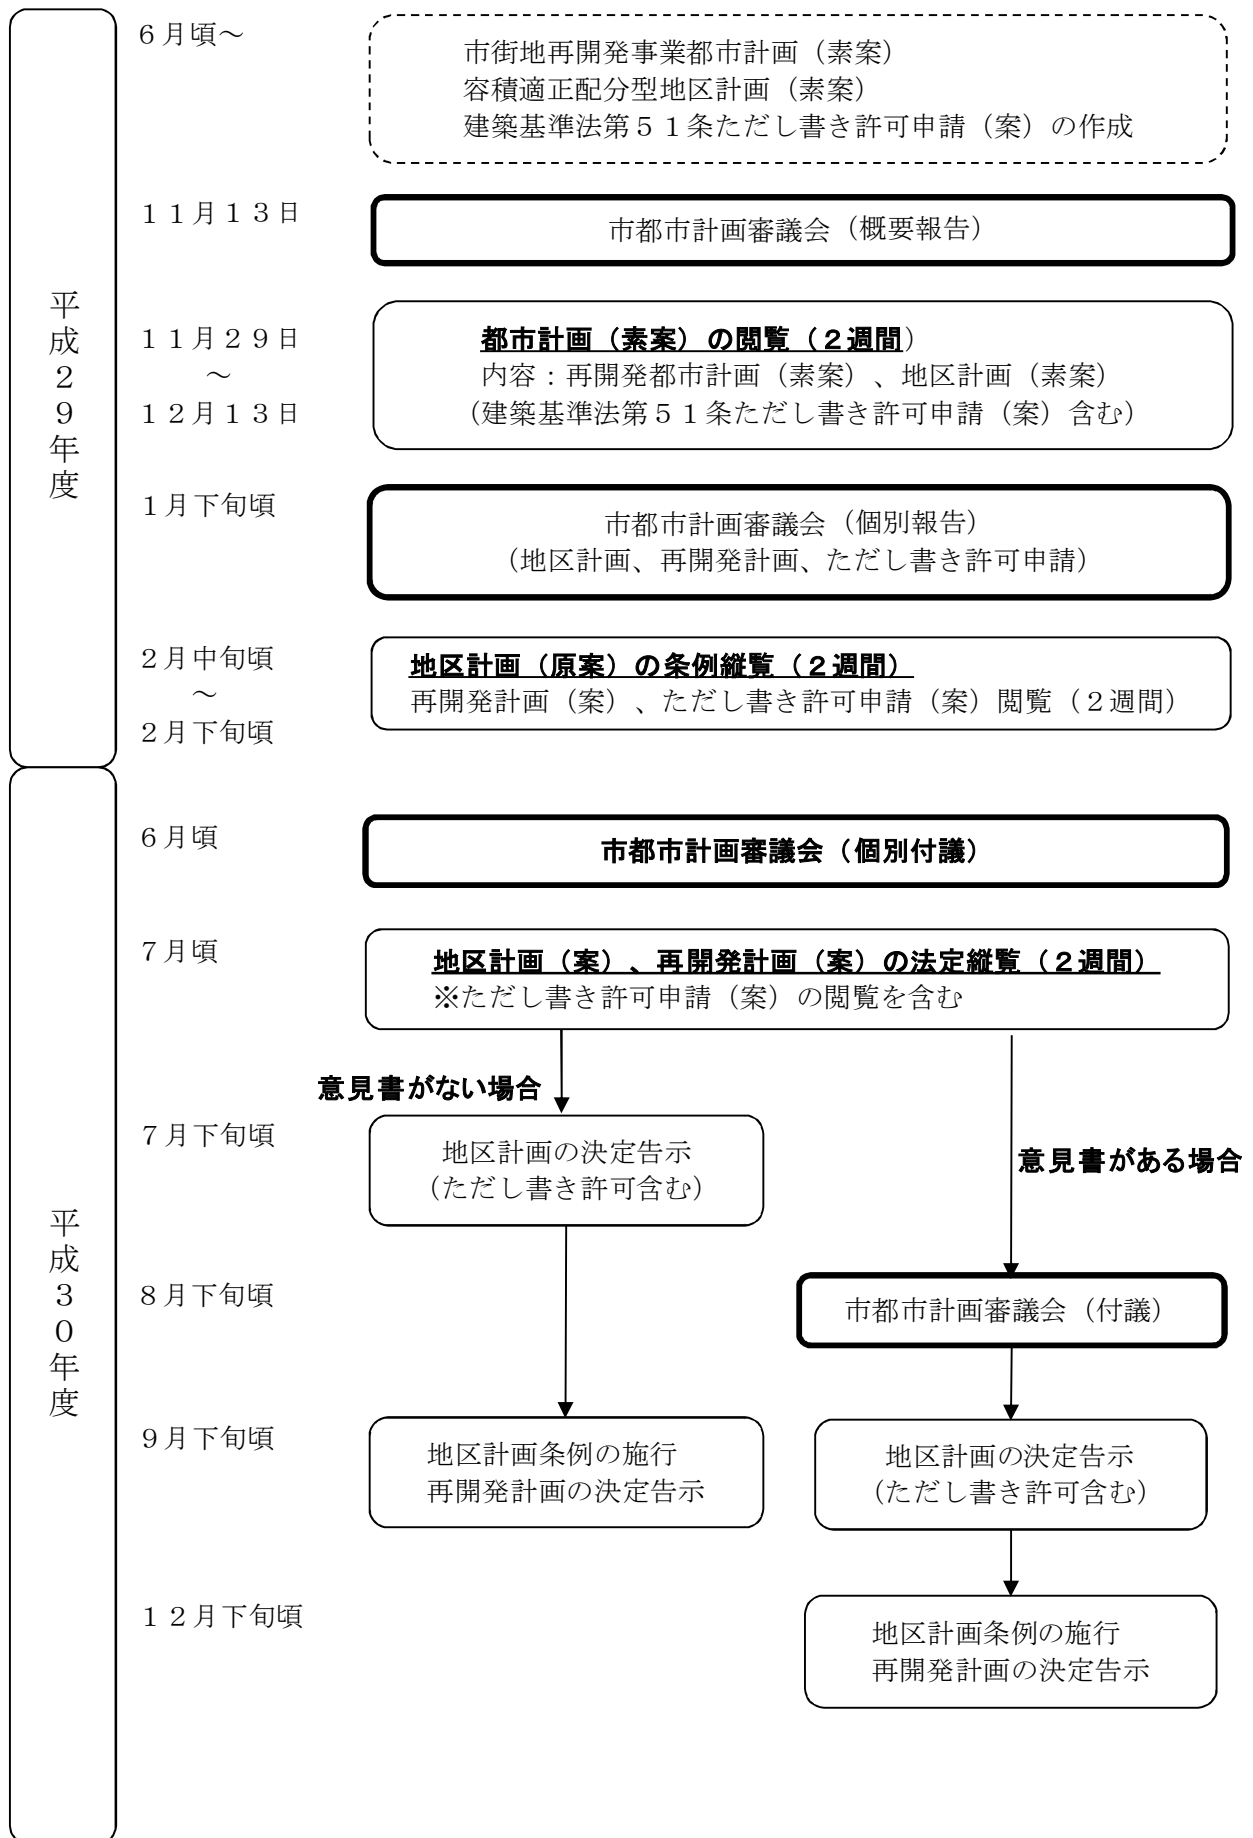 平成２９年度
６月頃～
市街地再開発事業都市計画（素案）
容積適正配分型地区計画（素案）
建築基準法第５１条ただし書き許可申請（案）の作成
１１月１３日
市都市計画審議会（概要報告）
１１月２９日
～
１２月１３日
都市計画（素案）の閲覧（２週間）
内容：再開発都市計画（素案）、地区計画（素案）
（建築基準法第５１条ただし書き許可申請（案）含む）
１月下旬頃
市都市計画審議会（個別報告）
（地区計画、再開発計画、ただし書き許可申請）
２月中旬頃
～
２月下旬頃
地区計画（原案）の条例縦覧（２週間）
再開発計画（案）、ただし書き許可申請（案）閲覧（２週間）
平成３０年度
６月頃
市都市計画審議会（個別付議）
７月頃
地区計画（案）、再開発計画（案）の法定縦覧（２週間）
※ただし書き許可申請（案）の閲覧を含む
意見書がない場合
７月下旬頃
地区計画の決定告示
（ただし書き許可含む）
意見書がある場合
８月下旬頃
市都市計画審議会（付議）
９月下旬頃
地区計画条例の施行
再開発計画の決定告示
地区計画の決定告示
（ただし書き許可含む）
１２月下旬頃
地区計画条例の施行
再開発計画の決定告示